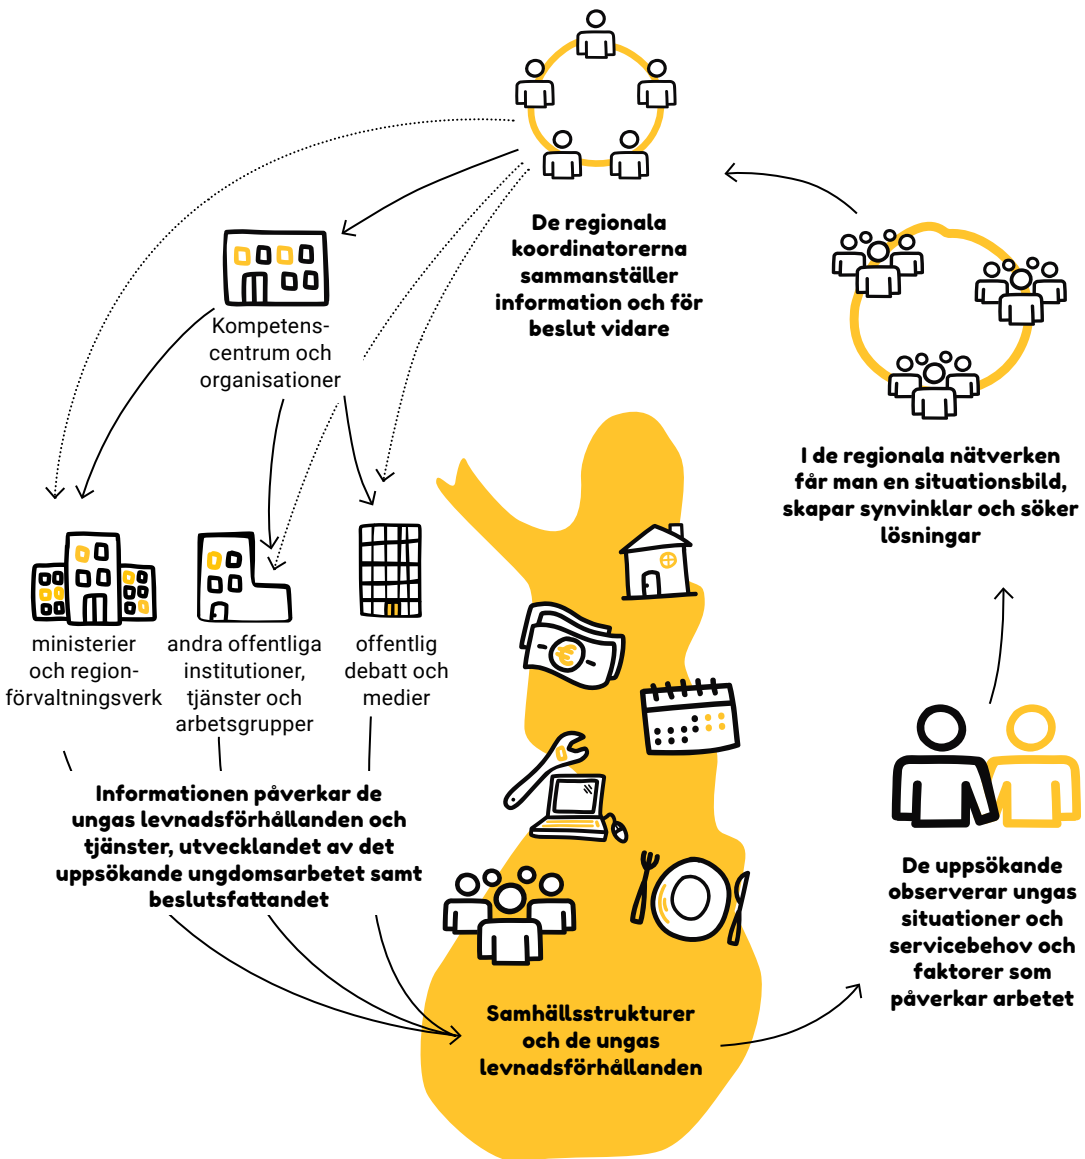 De regionala
koordinatorerna
sammanställer
information och för
beslut vidare
Kompetens-
centrum och
organisationer
I de regionala nätverken
får man en situationsbild,
skapar synvinklar och söker
lösningar
ministerier
och region-
förvaltningsverk
andra offentliga
institutioner,
tjänster och
arbetsgrupper
offentlig
debatt och
medier
Informationen påverkar de
ungas levnadsförhållanden och
tjänster, utvecklandet av det
uppsökande ungdomsarbetet samt
beslutsfattandet
De uppsökande
observerar ungas
situationer och
servicebehov och
faktorer som
påverkar arbetet
Samhällsstrukturer
och de ungas
levnadsförhållanden